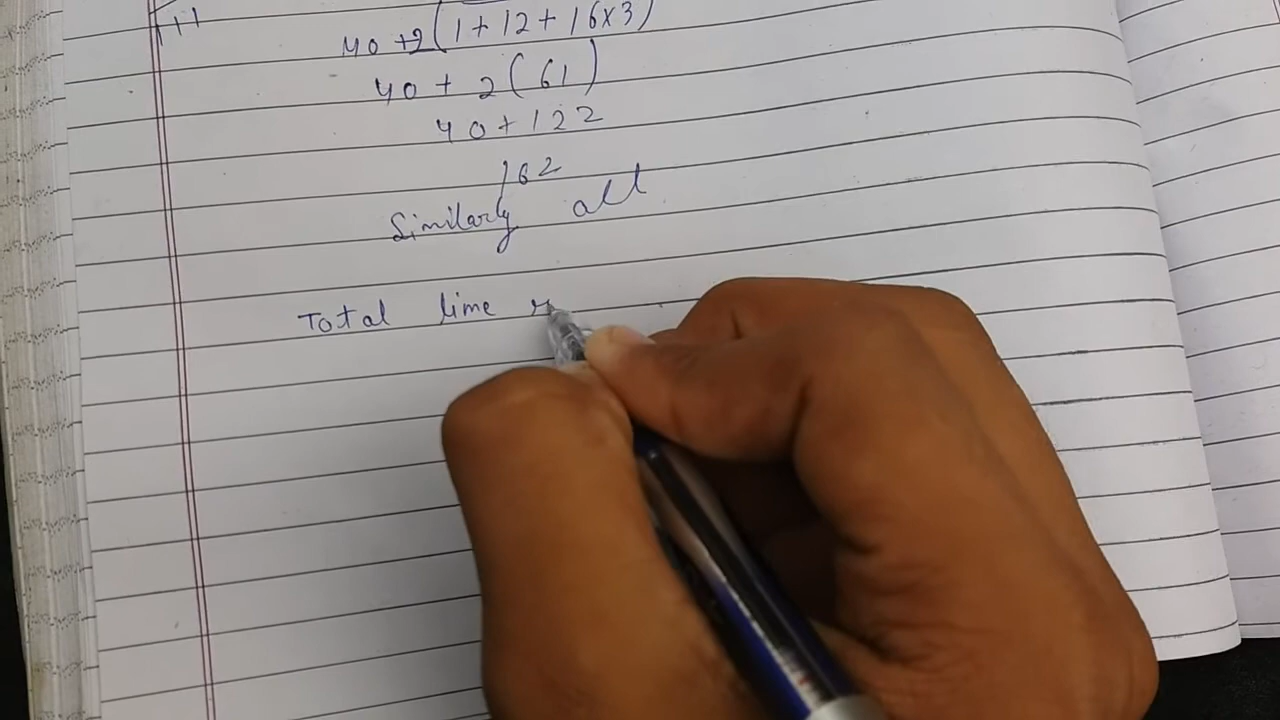 40 +2(1+12+16×3)
40 + 2(61)
40+122
162
Similarly all
Total time